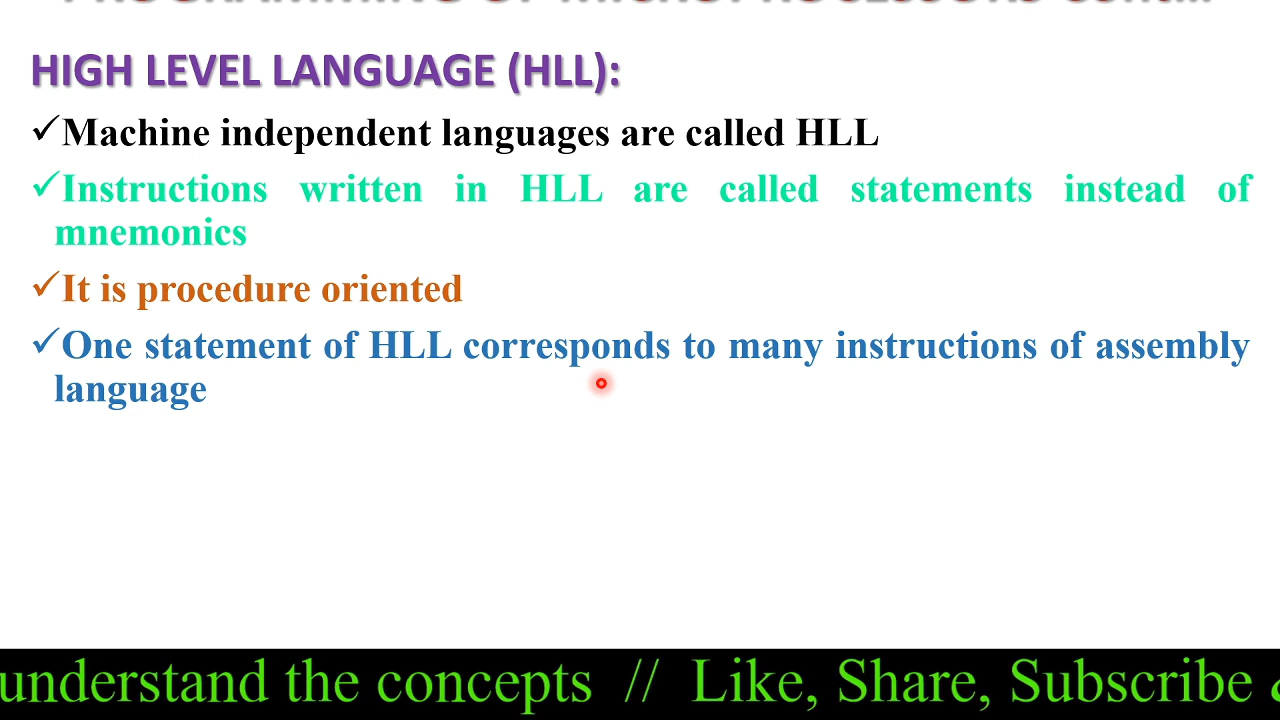 HIGH LEVEL LANGUAGE (HLL):
✓Machine independent languages are called HLL
✓Instructions written in HLL are called statements instead of
mnemonics
✓It is procedure oriented
✓One statement of HLL corresponds to many instructions of assembly
language
understand the concepts // Like, Share, Subscribe